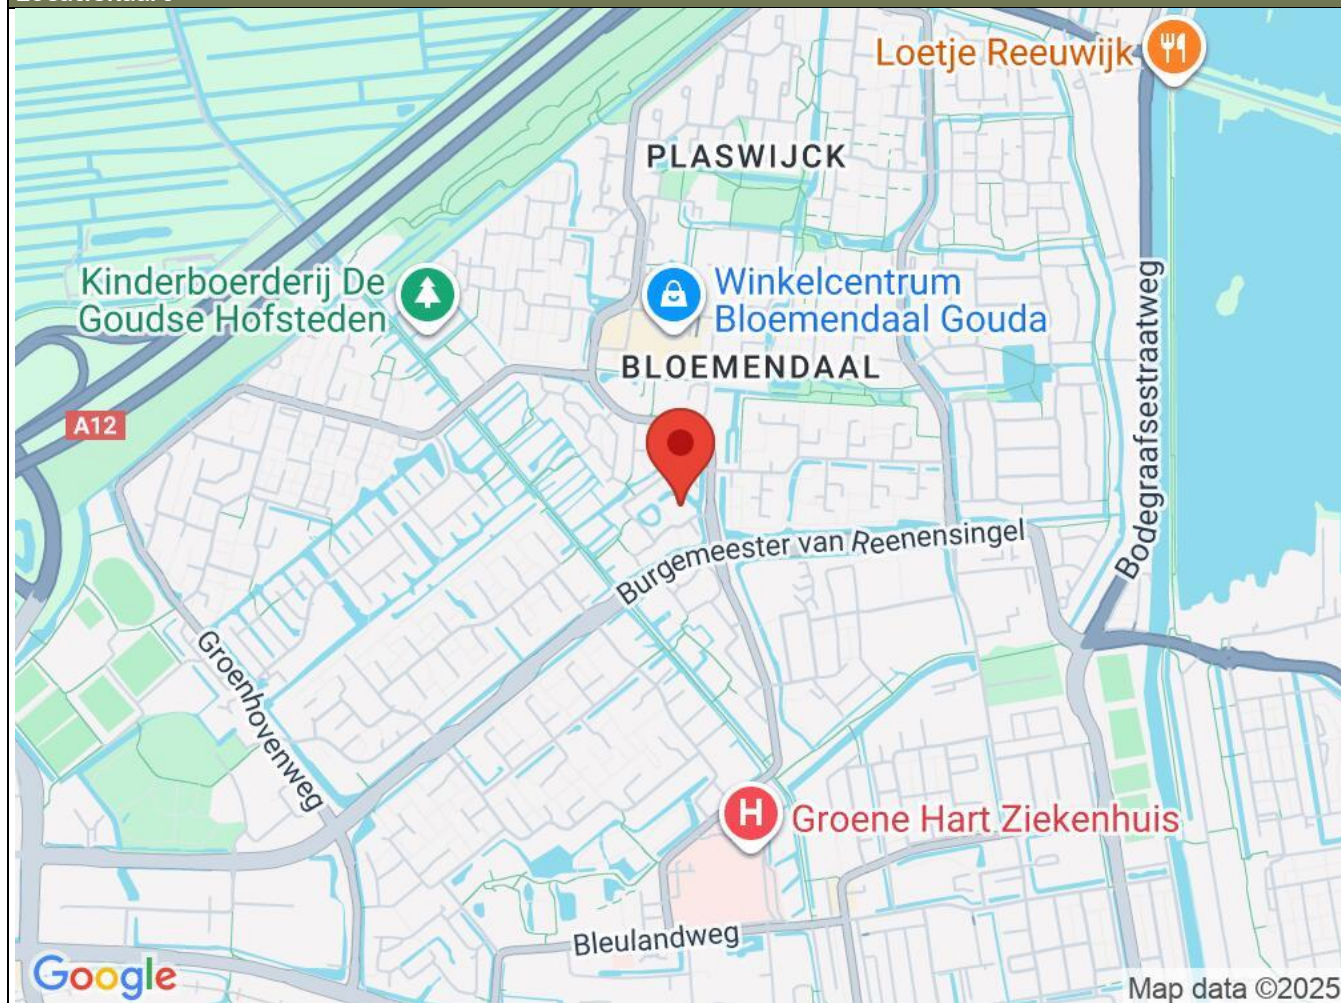 Loetje Reeuwijk
PLASWIJCK
Kinderboerderij De
Goudse Hofsteden
Winkelcentrum
Bloemendaal Gouda
BLOEMENDAAL
A12
Bodegraafsestraatweg
Burgemeester van Reenensingel
Groenhovenweg
H
Groene Hart Ziekenhuis
Bleulandweg
Google
Map data ©2025